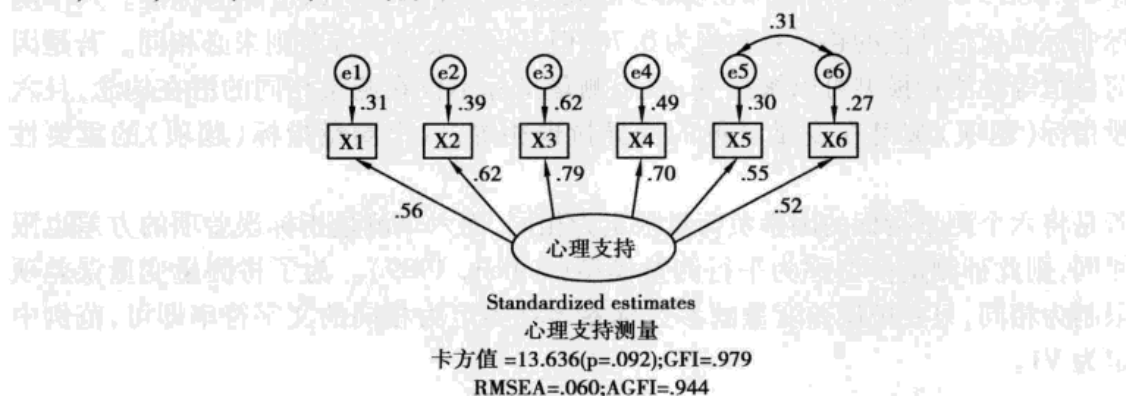 .31
e1 e2 e3 e4 e5 e6
.31 .39 .62 .49 .30 .27
X1 X2 X3 X4 X5 X6
.56 .62 .79 .70 .55 .52
心理支持
Standardized estimates
心理支持测量
卡方值 =13.636(p=.092);GFI=.979
RMSEA=.060;AGFI=.944